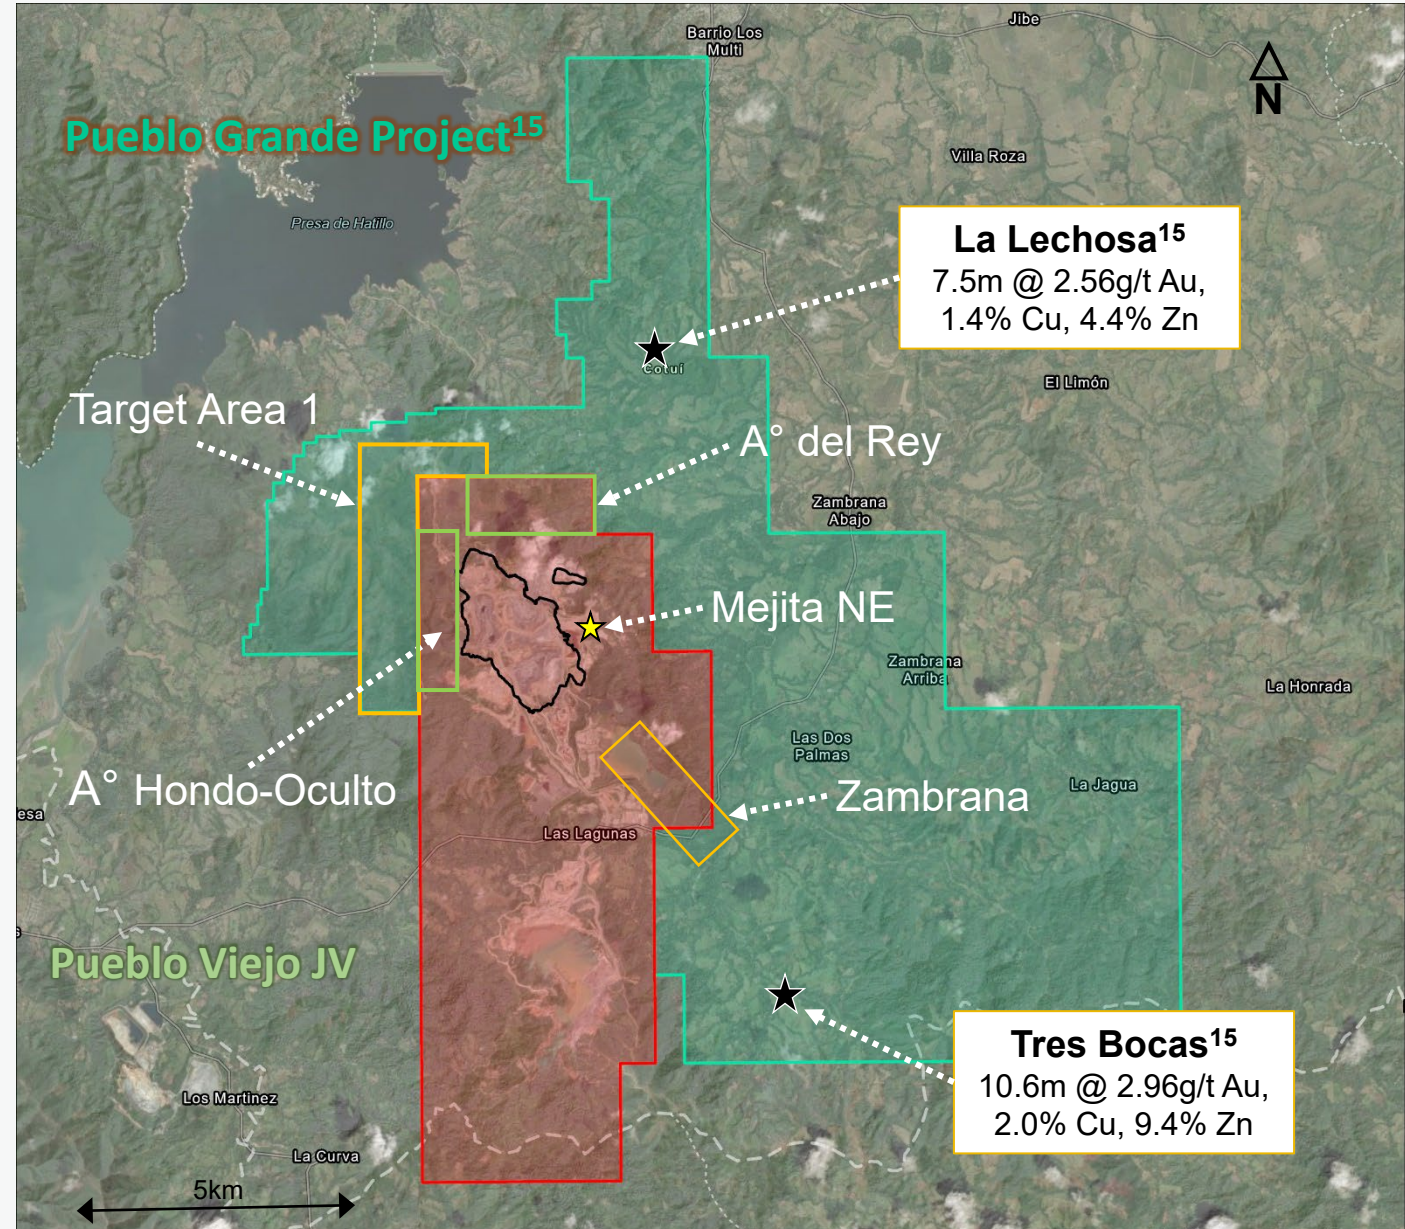 Jibe
Barrio Los
Multi
N
Pueblo Grande Project15
Villa Roza
Presa de Hatillo
La Lechosa15
7.5m @ 2.56g/t Au,
1.4% Cu, 4.4% Zn
Cotuí
El Limón
Target Area 1
A° del Rey
Zambrana
Abajo
Mejita NE
Zambrana
Arriba
La Honrada
Las Dos
Palmas
La Jagua
A° Hondo-Oculto
Zambrana
esa
Las Lagunas
Pueblo Viejo JV
Tres Bocas15
10.6m @ 2.96g/t Au,
2.0% Cu, 9.4% Zn
Los Martinez
La Curva
5km